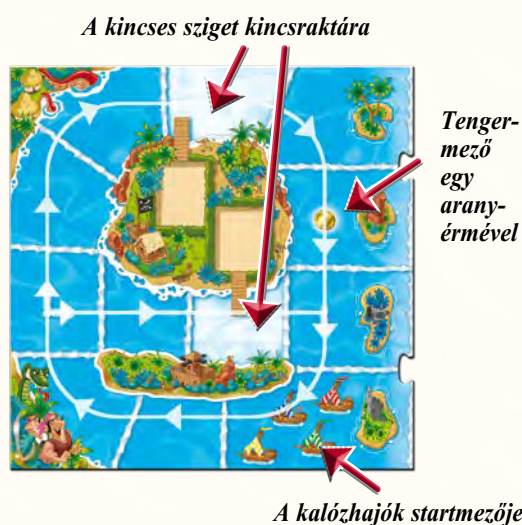 A kincses sziget kincsraktára
Tenger-
mező
egy
arany-
érmével
A kalózhajók startmezője